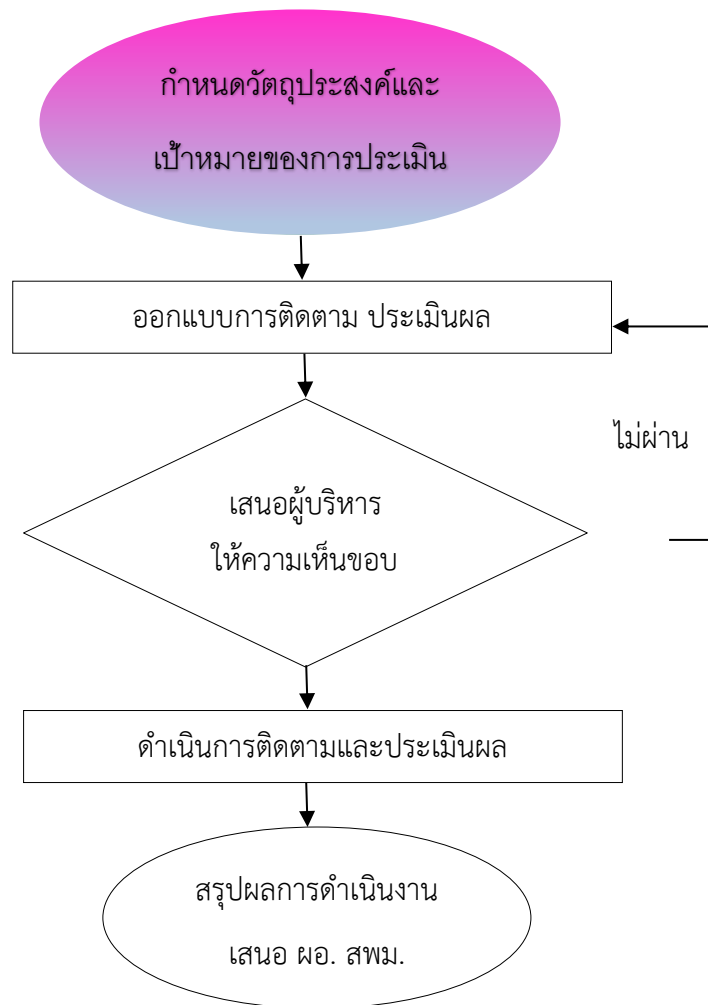 กำหนดวัตถุประสงค์และ
เป้าหมายของการประเมิน
ออกแบบการติดตาม ประเมินผล
ไม่ผ่าน
เสนอผู้บริหาร
ให้ความเห็นขอบ
ดำเนินการติดตามและประเมินผล
สรุปผลการดำเนินงาน
เสนอ ผอ. สพม.